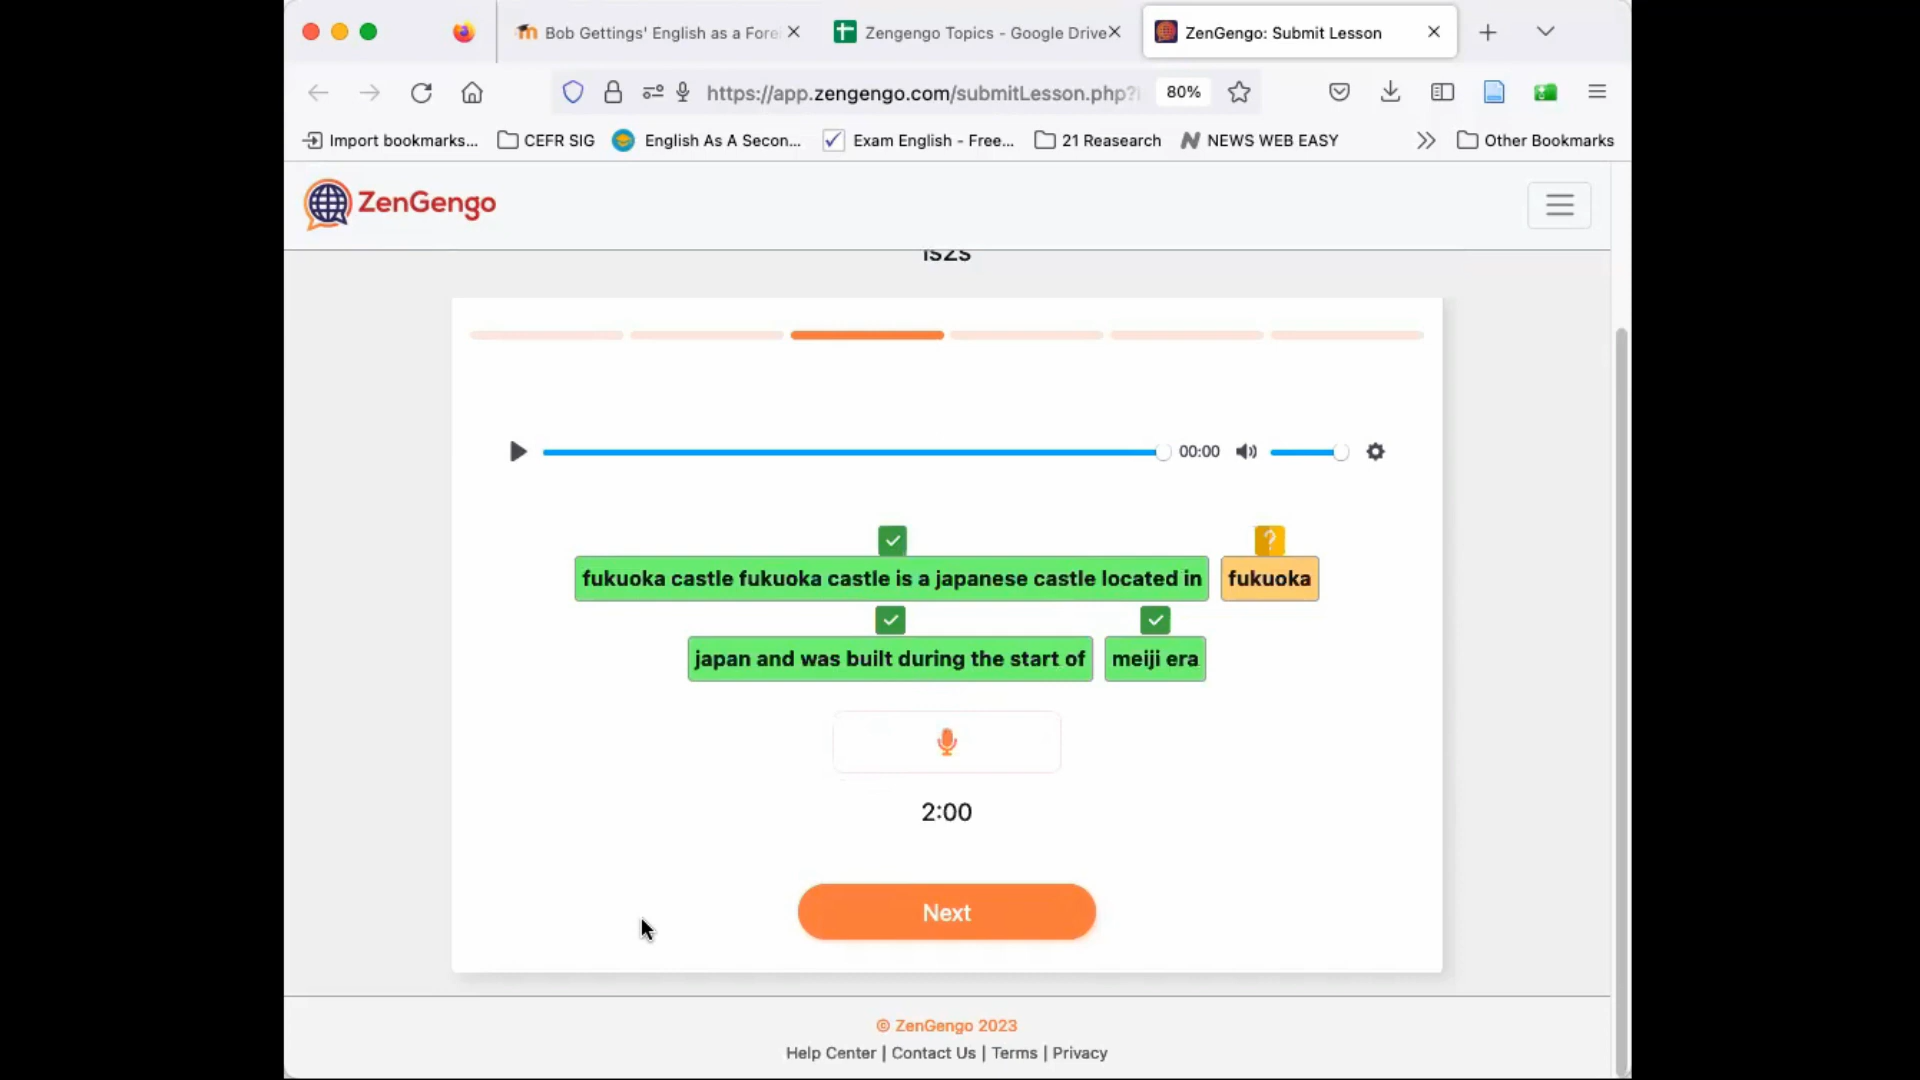 Bob Gettings' English as a Fore
Zengengo Topics - Google Drive
ZenGengo: Submit Lesson
https://app.zengengo.com/submitLesson.php?
80%
Import bookmarks...
CEFR SIG
English As A Secon...
Exam English - Free...
21 Reasearch
NEWS WEB EASY
Other Bookmarks
ZenGengo
00:00
fukuoka castle fukuoka castle is a japanese castle located in
?
fukuoka
japan and was built during the start of
meiji era
2:00
Next
© ZenGengo 2023
Help Center | Contact Us | Terms | Privacy